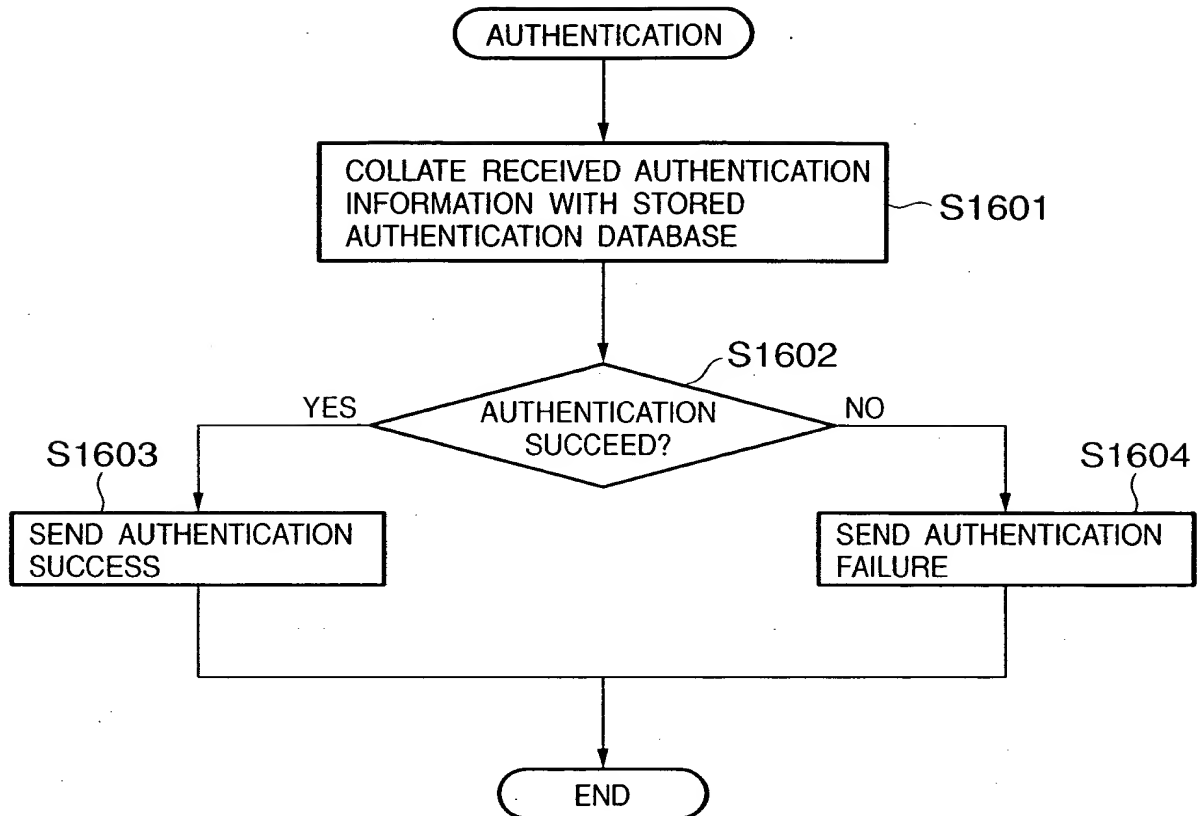 AUTHENTICATION
COLLATE RECEIVED AUTHENTICATION
INFORMATION WITH STORED
AUTHENTICATION DATABASE
S1601
S1602
YES
AUTHENTICATION
SUCCEED?
NO
S1603
S1604
SEND AUTHENTICATION
SUCCESS
SEND AUTHENTICATION
FAILURE
END